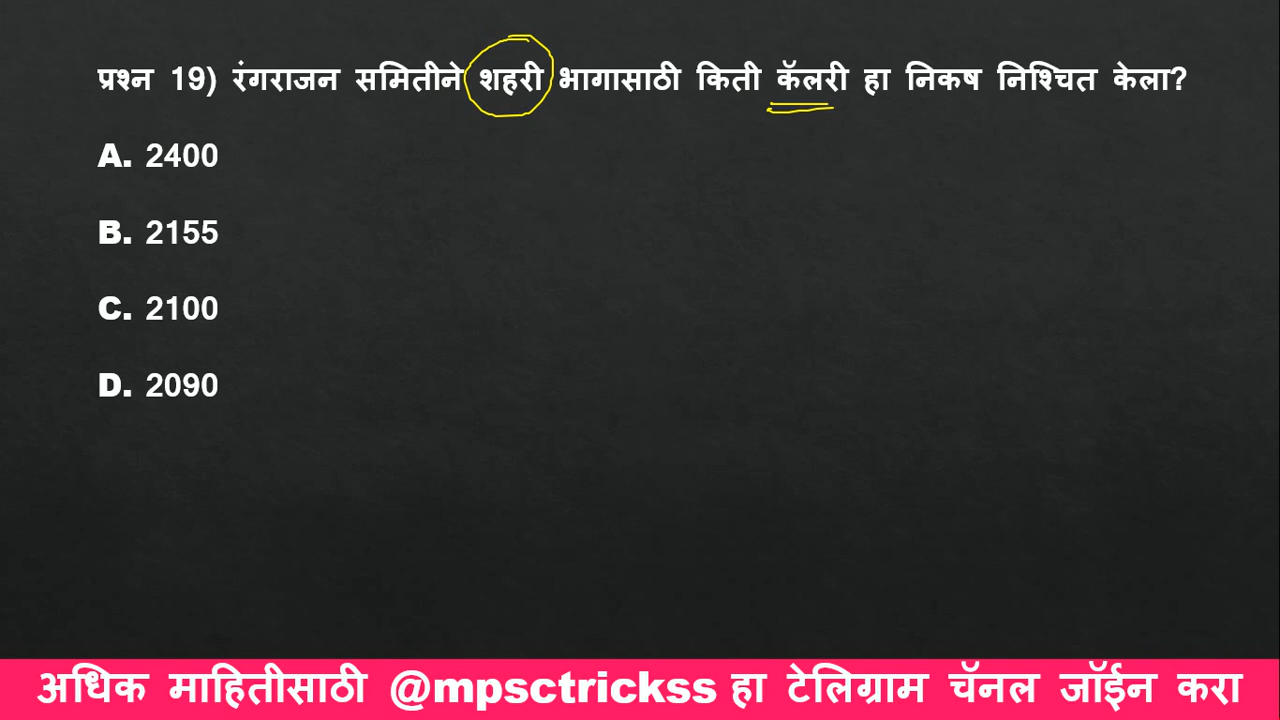 प्रश्न 19) रंगराजन समितीने शहरी भागासाठी किती कॅलरी हा निकष निश्चित केला?
A. 2400
B. 2155
C. 2100
D. 2090
अधिक माहितीसाठी @mpsctrickss हा टेलिग्राम चॅनल जॉईन करा